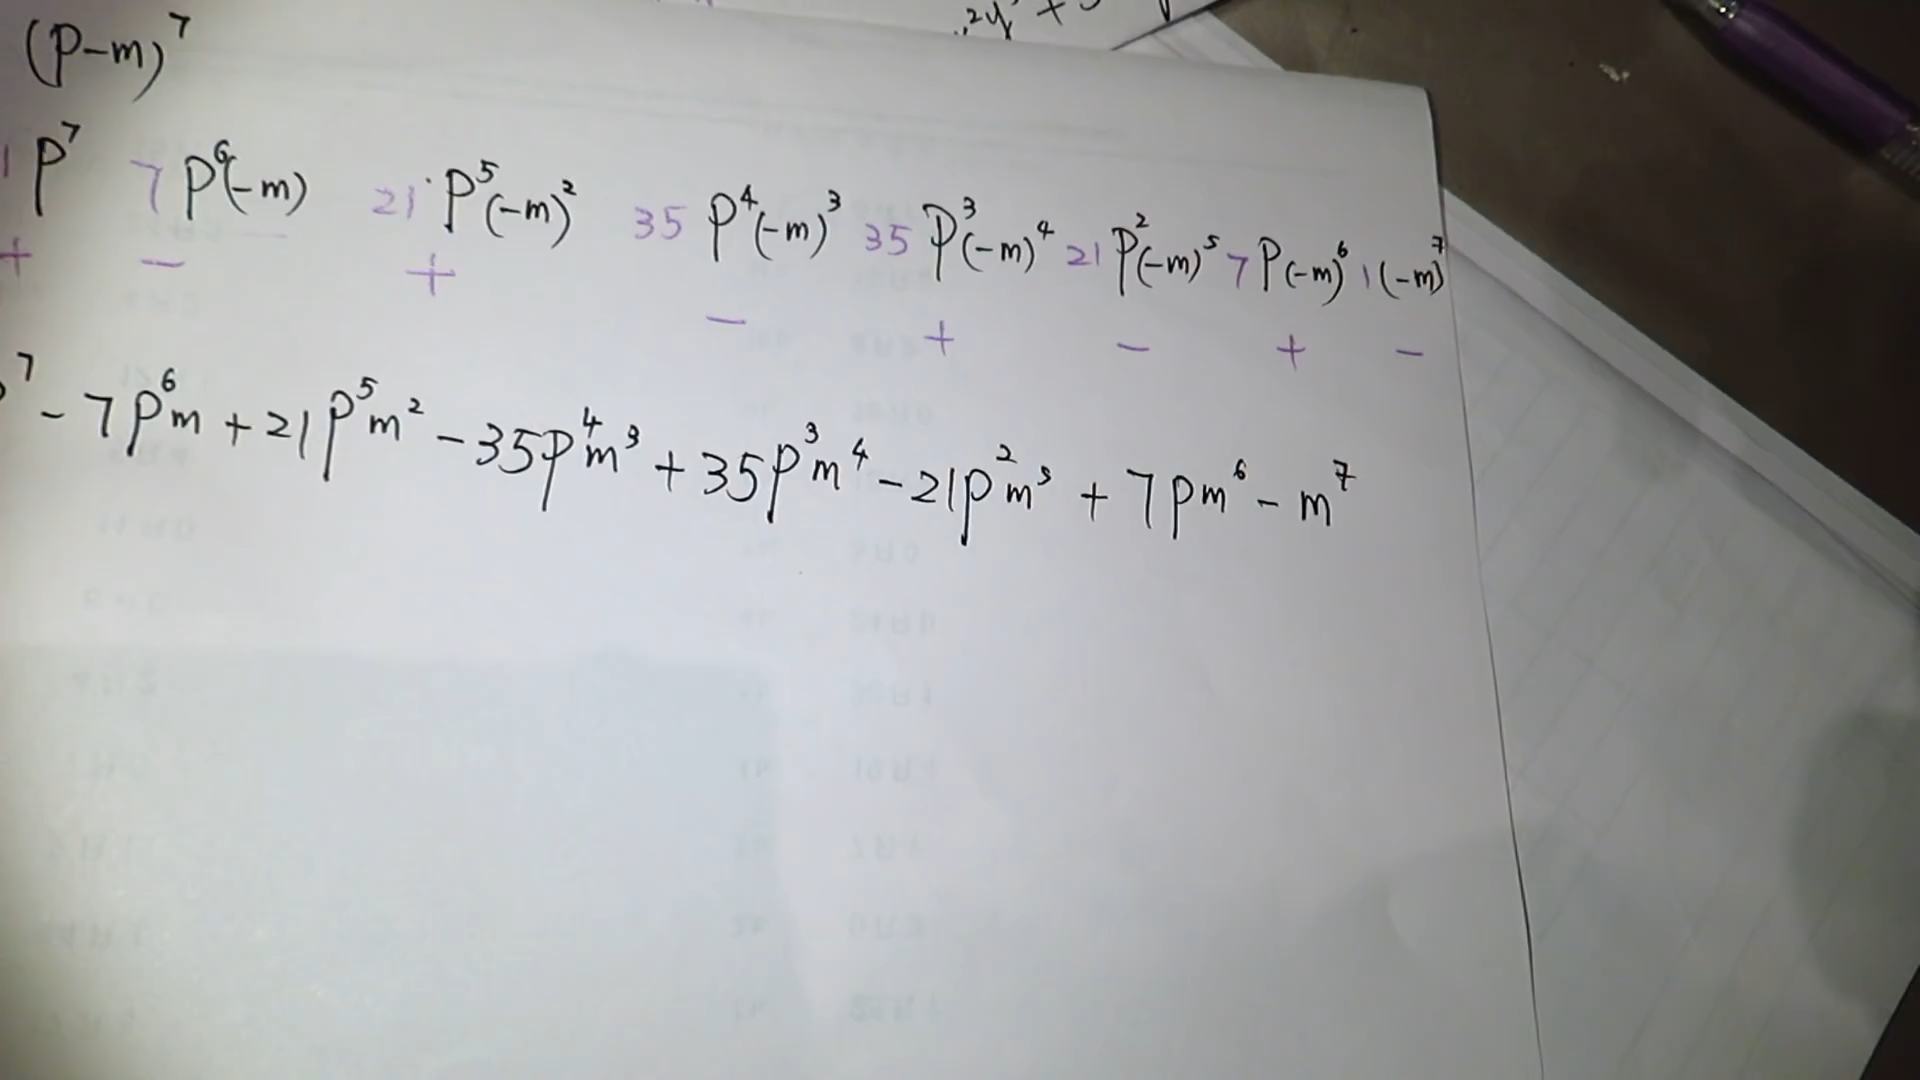 2y +
(p-m)⁷
1 p⁷ 7 p⁶(-m) 21 p⁵(-m)² 35 p⁴(-m)³ 35 p³(-m)⁴ 21 p²(-m)⁵ 7 p(-m)⁶ 1 (-m)⁷
+ - + - + - + -
⁷ - 7p⁶m + 21p⁵m² - 35p⁴m³ + 35p³m⁴ - 21p²m⁵ + 7pm⁶ - m⁷